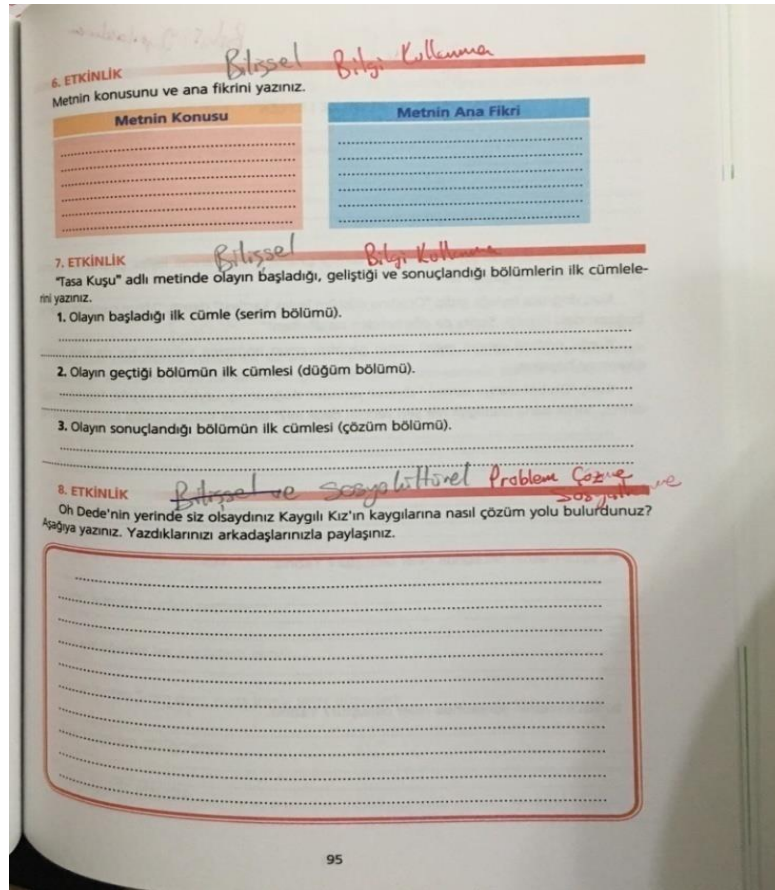 Bilişsel Bilgi Kullanma
6. ETKİNLİK
Metnin konusunu ve ana fikrini yazınız.
Metnin Konusu
Metnin Ana Fikri
7. ETKİNLİK Bilişsel Bilgi Kullanma
"Tasa Kuşu" adlı metinde olayın başladığı, geliştiği ve sonuçlandığı bölümlerin ilk cümlele-
rini yazınız.
1. Olayın başladığı ilk cümle (serim bölümü).
2. Olayın geçtiği bölümün ilk cümlesi (düğüm bölümü).
3. Olayın sonuçlandığı bölümün ilk cümlesi (çözüm bölümü).
8. ETKİNLİK Bilişsel ve Sosyokültürel Problem Çözme
Oh Dede'nin yerinde siz olsaydınız Kaygılı Kız'ın kaygılarına nasıl çözüm yolu bulurdunuz?
Aşağıya yazınız. Yazdıklarınızı arkadaşlarınızla paylaşınız.
95